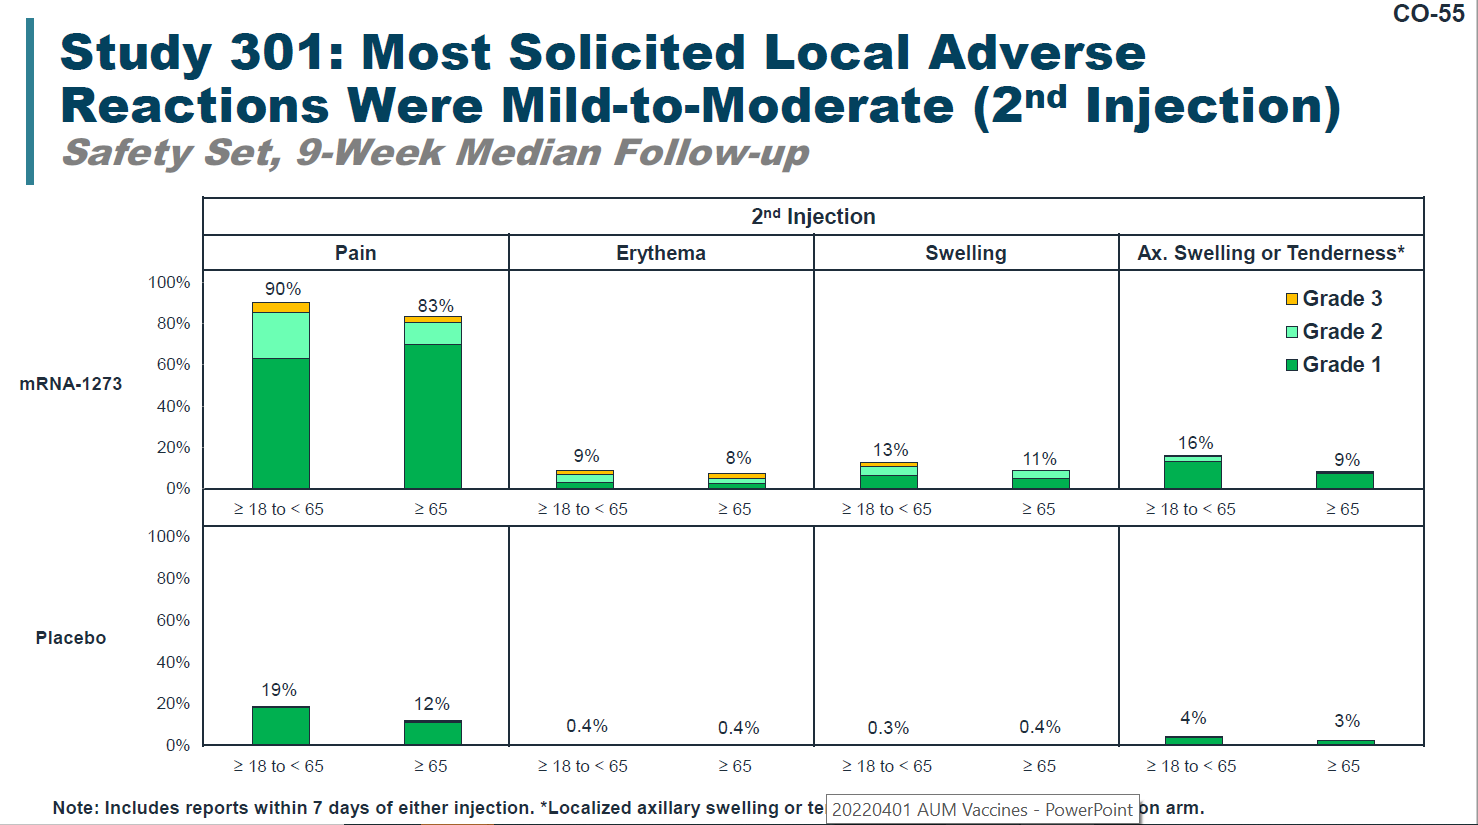 CO-55
Study 301: Most Solicited Local Adverse
Reactions Were Mild-to-Moderate (2nd Injection)
Safety Set, 9-Week Median Follow-up
2nd Injection
Pain Erythema Swelling Ax. Swelling or Tenderness*
mRNA-1273
100%
80%
60%
40%
20%
0%
90% 83% 9% 8% 13% 11% 16% 9%
Grade 3
Grade 2
Grade 1
≥ 18 to < 65 ≥ 65 ≥ 18 to < 65 ≥ 65 ≥ 18 to < 65 ≥ 65 ≥ 18 to < 65 ≥ 65
Placebo
100%
80%
60%
40%
20%
0%
19% 12% 0.4% 0.4% 0.3% 0.4% 4% 3%
≥ 18 to < 65 ≥ 65 ≥ 18 to < 65 ≥ 65 ≥ 18 to < 65 ≥ 65 ≥ 18 to < 65 ≥ 65
Note: Includes reports within 7 days of either injection. *Localized axillary swelling or 20220401 AUM Vaccines - PowerPoint on arm.